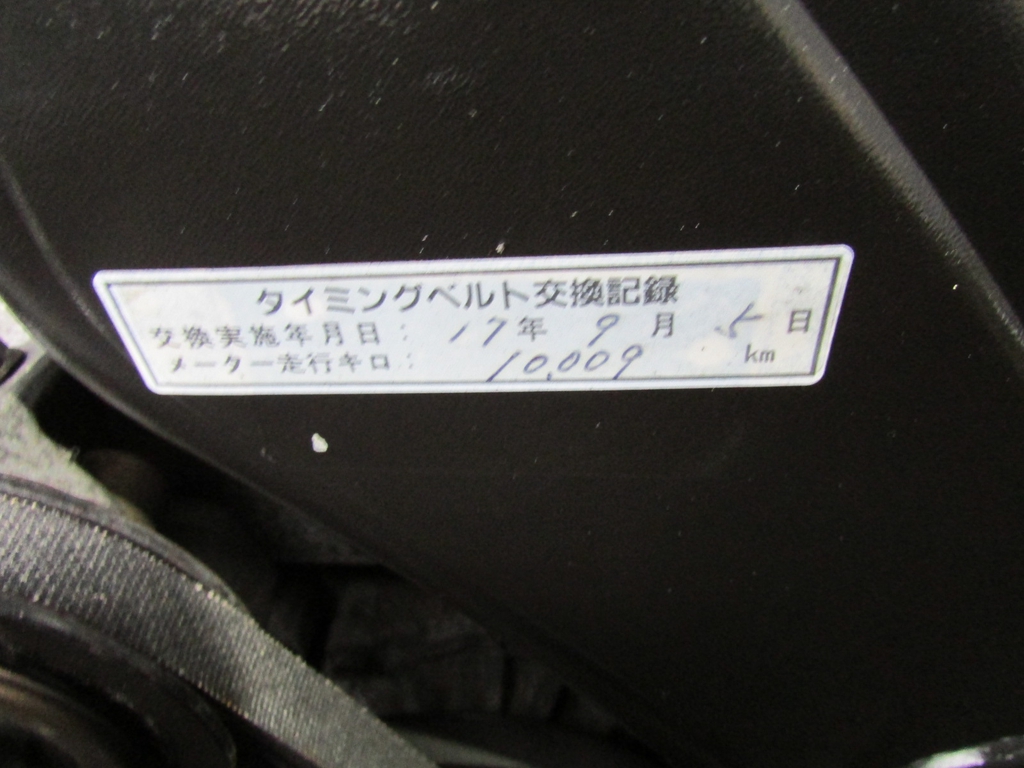 タイミングベルト交換記録
交換実施年月日: 17年 9月 5日
メーター走行キロ: 10,009 km